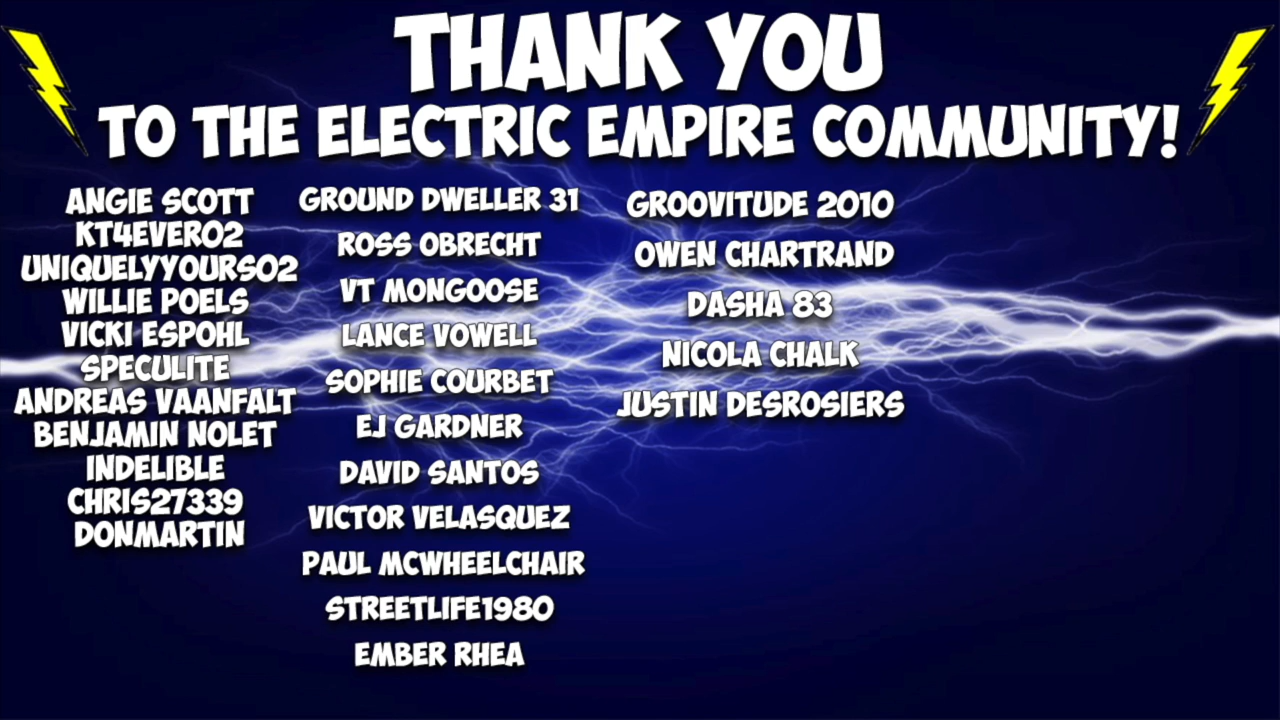 THANK YOU
TO THE ELECTRIC EMPIRE COMMUNITY!
ANGIE SCOTT
KT4EVER02
UNIQUELYYOURS02
WILLIE POELS
VICKI ESPOHL
SPECULITE
ANDREAS VAANFALT
BENJAMIN NOLET
INDELIBLE
CHRIS27339
DONMARTIN
GROUND DWELLER 31
ROSS OBRECHT
VT MONGOOSE
LANCE VOWELL
SOPHIE COURBET
EJ GARDNER
DAVID SANTOS
VICTOR VELASQUEZ
PAUL MCWHEELCHAIR
STREETLIFE1980
EMBER RHEA
GROOVITUDE 2010
OWEN CHARTRAND
DASHA 83
NICOLA CHALK
JUSTIN DESROSIERS